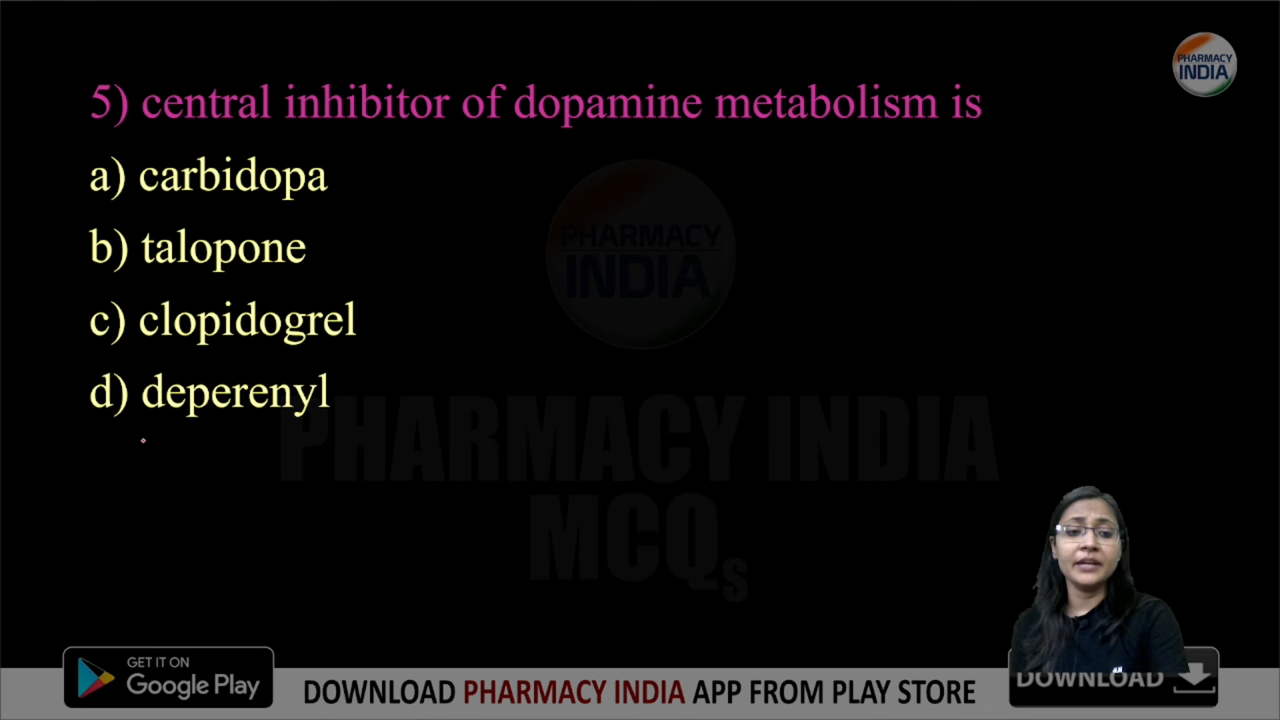 PHARMACY
INDIA
5) central inhibitor of dopamine metabolism is
a) carbidopa
b) talopone
c) clopidogrel
d) deperenyl
PHARMACY
INDIA
PHARMACY INDIA
MCQs
GET IT ON
Google Play
DOWNLOAD PHARMACY INDIA APP FROM PLAY STORE
DOWNLOAD